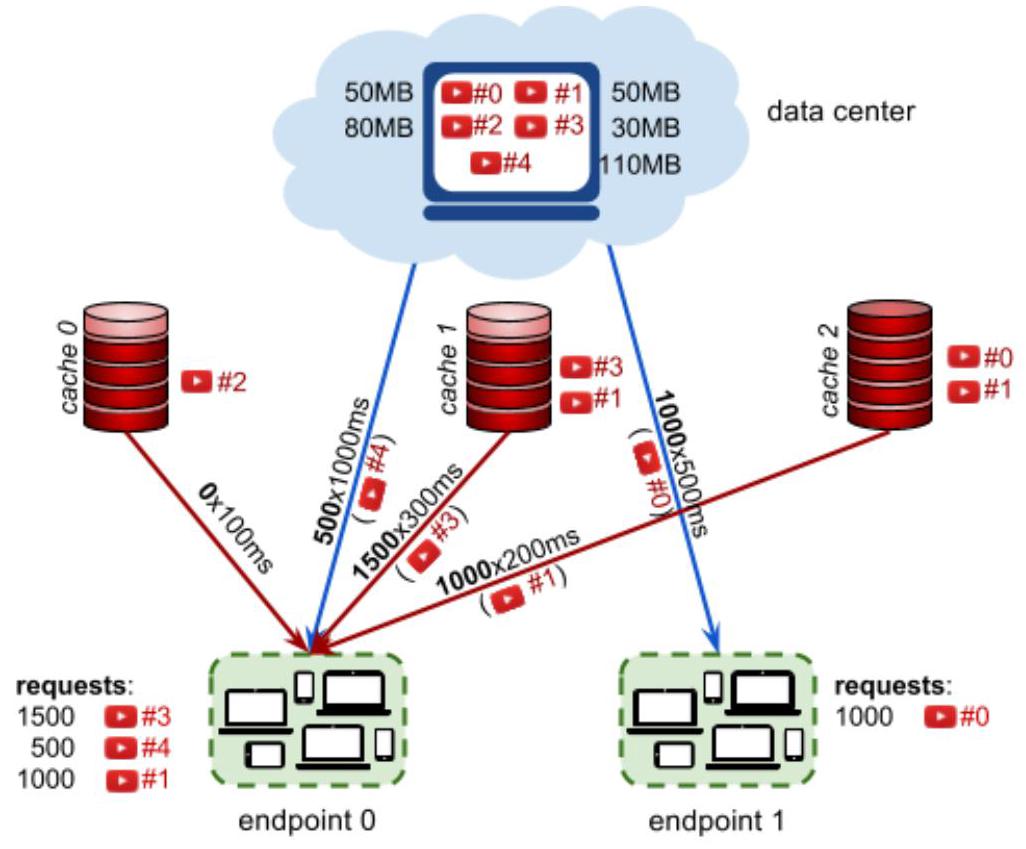 50MB #0 #1 50MB
80MB #2 #3 30MB
#4 110MB
data center
cache 0
#2
cache 1
#3
#1
cache 2
#0
#1
0x100ms
500x1000ms
( #4)
1500x300ms
( #3)
1000x200ms
( #1)
1000x500ms
( #0)
requests:
1500 #3
500 #4
1000 #1
endpoint 0
requests:
1000 #0
endpoint 1